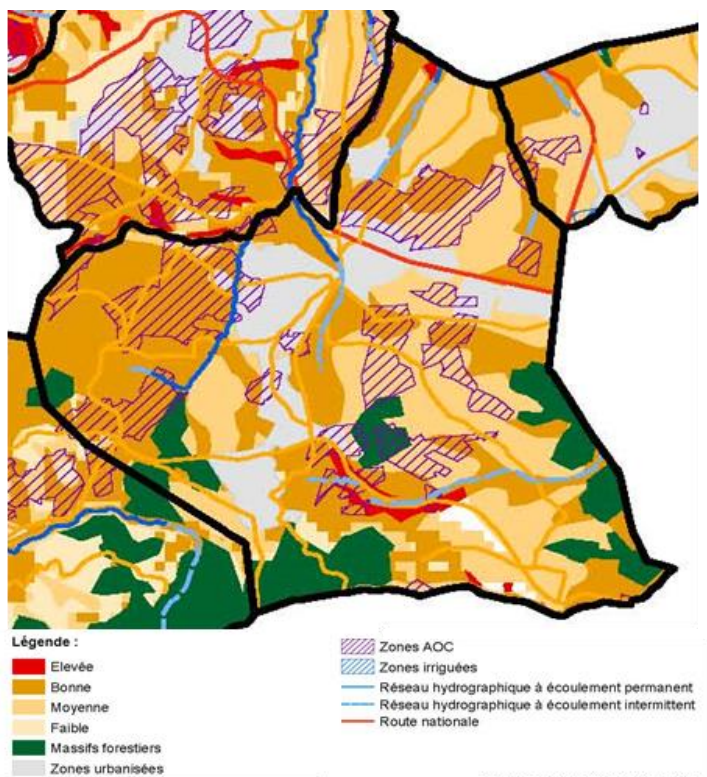 Légende :
Elevée
Bonne
Moyenne
Faible
Massifs forestiers
Zones urbanisées
Zones AOC
Zones irriguées
Réseau hydrographique à écoulement permanent
Réseau hydrographique à écoulement intermittent
Route nationale